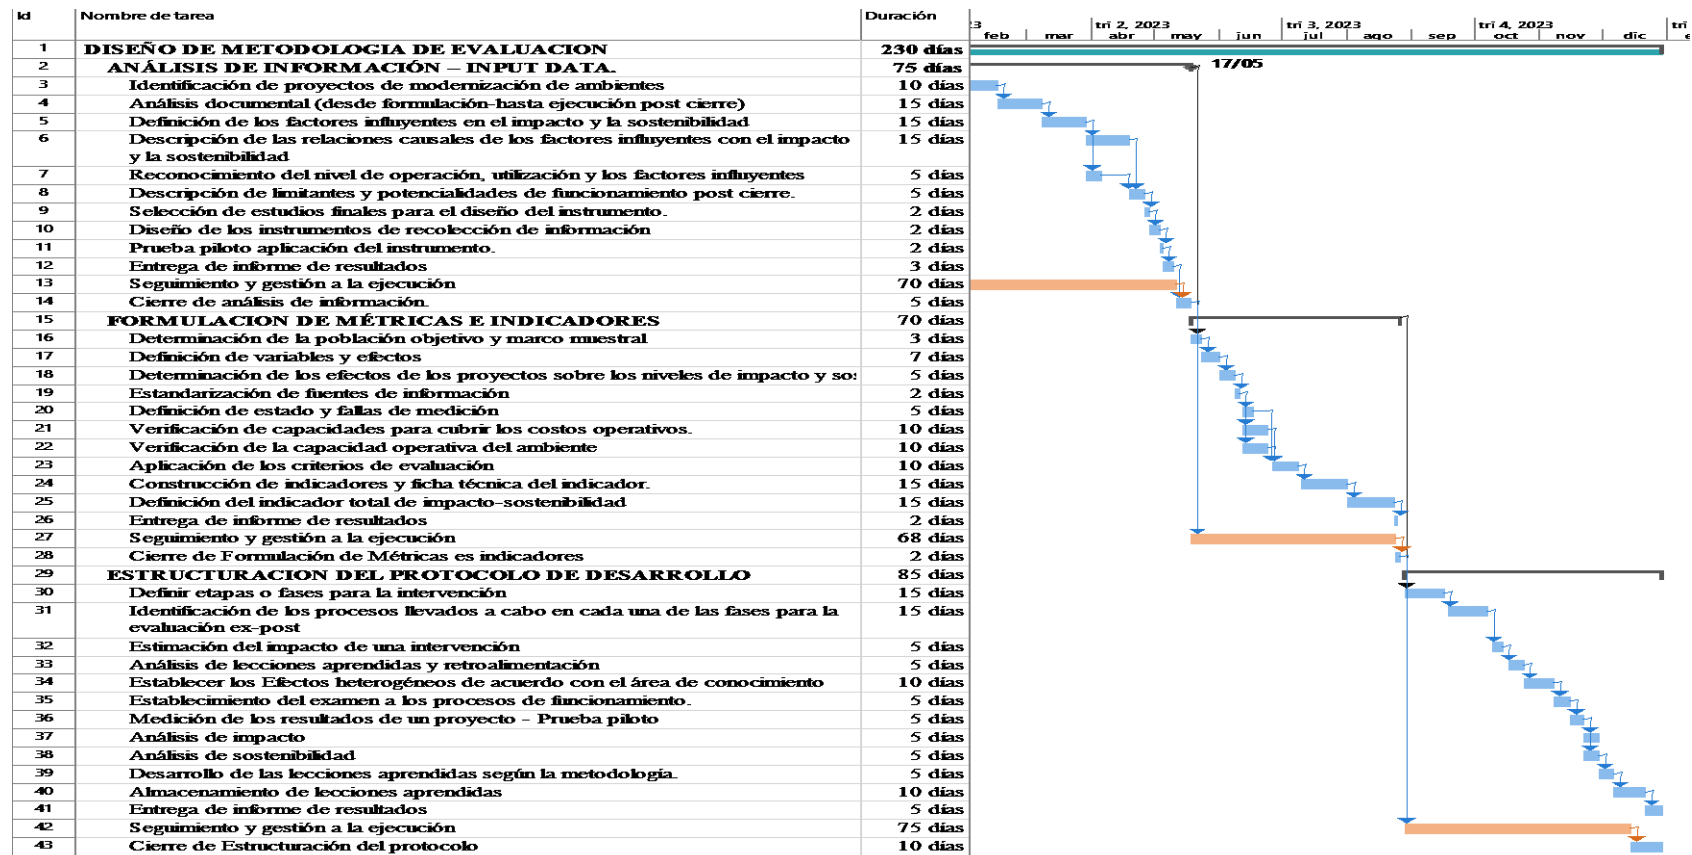 Id Nombre de tarea Duración 23 tri 2, 2023 tri 3, 2023 tri 4, 2023 tri
feb mar abr may jun jul ago sep oct nov dic e
1 DISEÑO DE METODOLOGIA DE EVALUACION 230 días
2 ANÁLISIS DE INFORMACIÓN – INPUT DATA. 75 días 17/05
3 Identificación de proyectos de modernización de ambientes 10 días
4 Análisis documental (desde formulación-hasta ejecución post cierre) 15 días
5 Definición de los factores influyentes en el impacto y la sostenibilidad 15 días
6 Descripción de las relaciones causales de los factores influyentes con el impacto 15 días
y la sostenibilidad
7 Reconocimiento del nivel de operación, utilización y los factores influyentes 5 días
8 Descripción de limitantes y potencialidades de funcionamiento post cierre. 5 días
9 Selección de estudios finales para el diseño del instrumento. 2 días
10 Diseño de los instrumentos de recolección de información 2 días
11 Prueba piloto aplicación del instrumento. 2 días
12 Entrega de informe de resultados 3 días
13 Seguimiento y gestión a la ejecución 70 días
14 Cierre de análisis de información. 5 días
15 FORMULACION DE MÉTRICAS E INDICADORES 70 días
16 Determinación de la población objetivo y marco muestral 3 días
17 Definición de variables y efectos 7 días
18 Determinación de los efectos de los proyectos sobre los niveles de impacto y so: 5 días
19 Estandarización de fuentes de información 2 días
20 Definición de estado y fallas de medición 5 días
21 Verificación de capacidades para cubrir los costos operativos. 10 días
22 Verificación de la capacidad operativa del ambiente 10 días
23 Aplicación de los criterios de evaluación 10 días
24 Construcción de indicadores y ficha técnica del indicador. 15 días
25 Definición del indicador total de impacto-sostenibilidad 15 días
26 Entrega de informe de resultados 2 días
27 Seguimiento y gestión a la ejecución 68 días
28 Cierre de Formulación de Métricas es indicadores 2 días
29 ESTRUCTURACION DEL PROTOCOLO DE DESARROLLO 85 días
30 Definir etapas o fases para la intervención 15 días
31 Identificación de los procesos llevados a cabo en cada una de las fases para la 15 días
evaluación ex-post
32 Estimación del impacto de una intervención 5 días
33 Análisis de lecciones aprendidas y retroalimentación 5 días
34 Establecer los Efectos heterogéneos de acuerdo con el área de conocimiento 10 días
35 Establecimiento del examen a los procesos de funcionamiento. 5 días
36 Medición de los resultados de un proyecto – Prueba piloto 5 días
37 Análisis de impacto 5 días
38 Análisis de sostenibilidad 5 días
39 Desarrollo de las lecciones aprendidas según la metodología. 5 días
40 Almacenamiento de lecciones aprendidas 10 días
41 Entrega de informe de resultados 5 días
42 Seguimiento y gestión a la ejecución 75 días
43 Cierre de Estructuración del protocolo 10 días